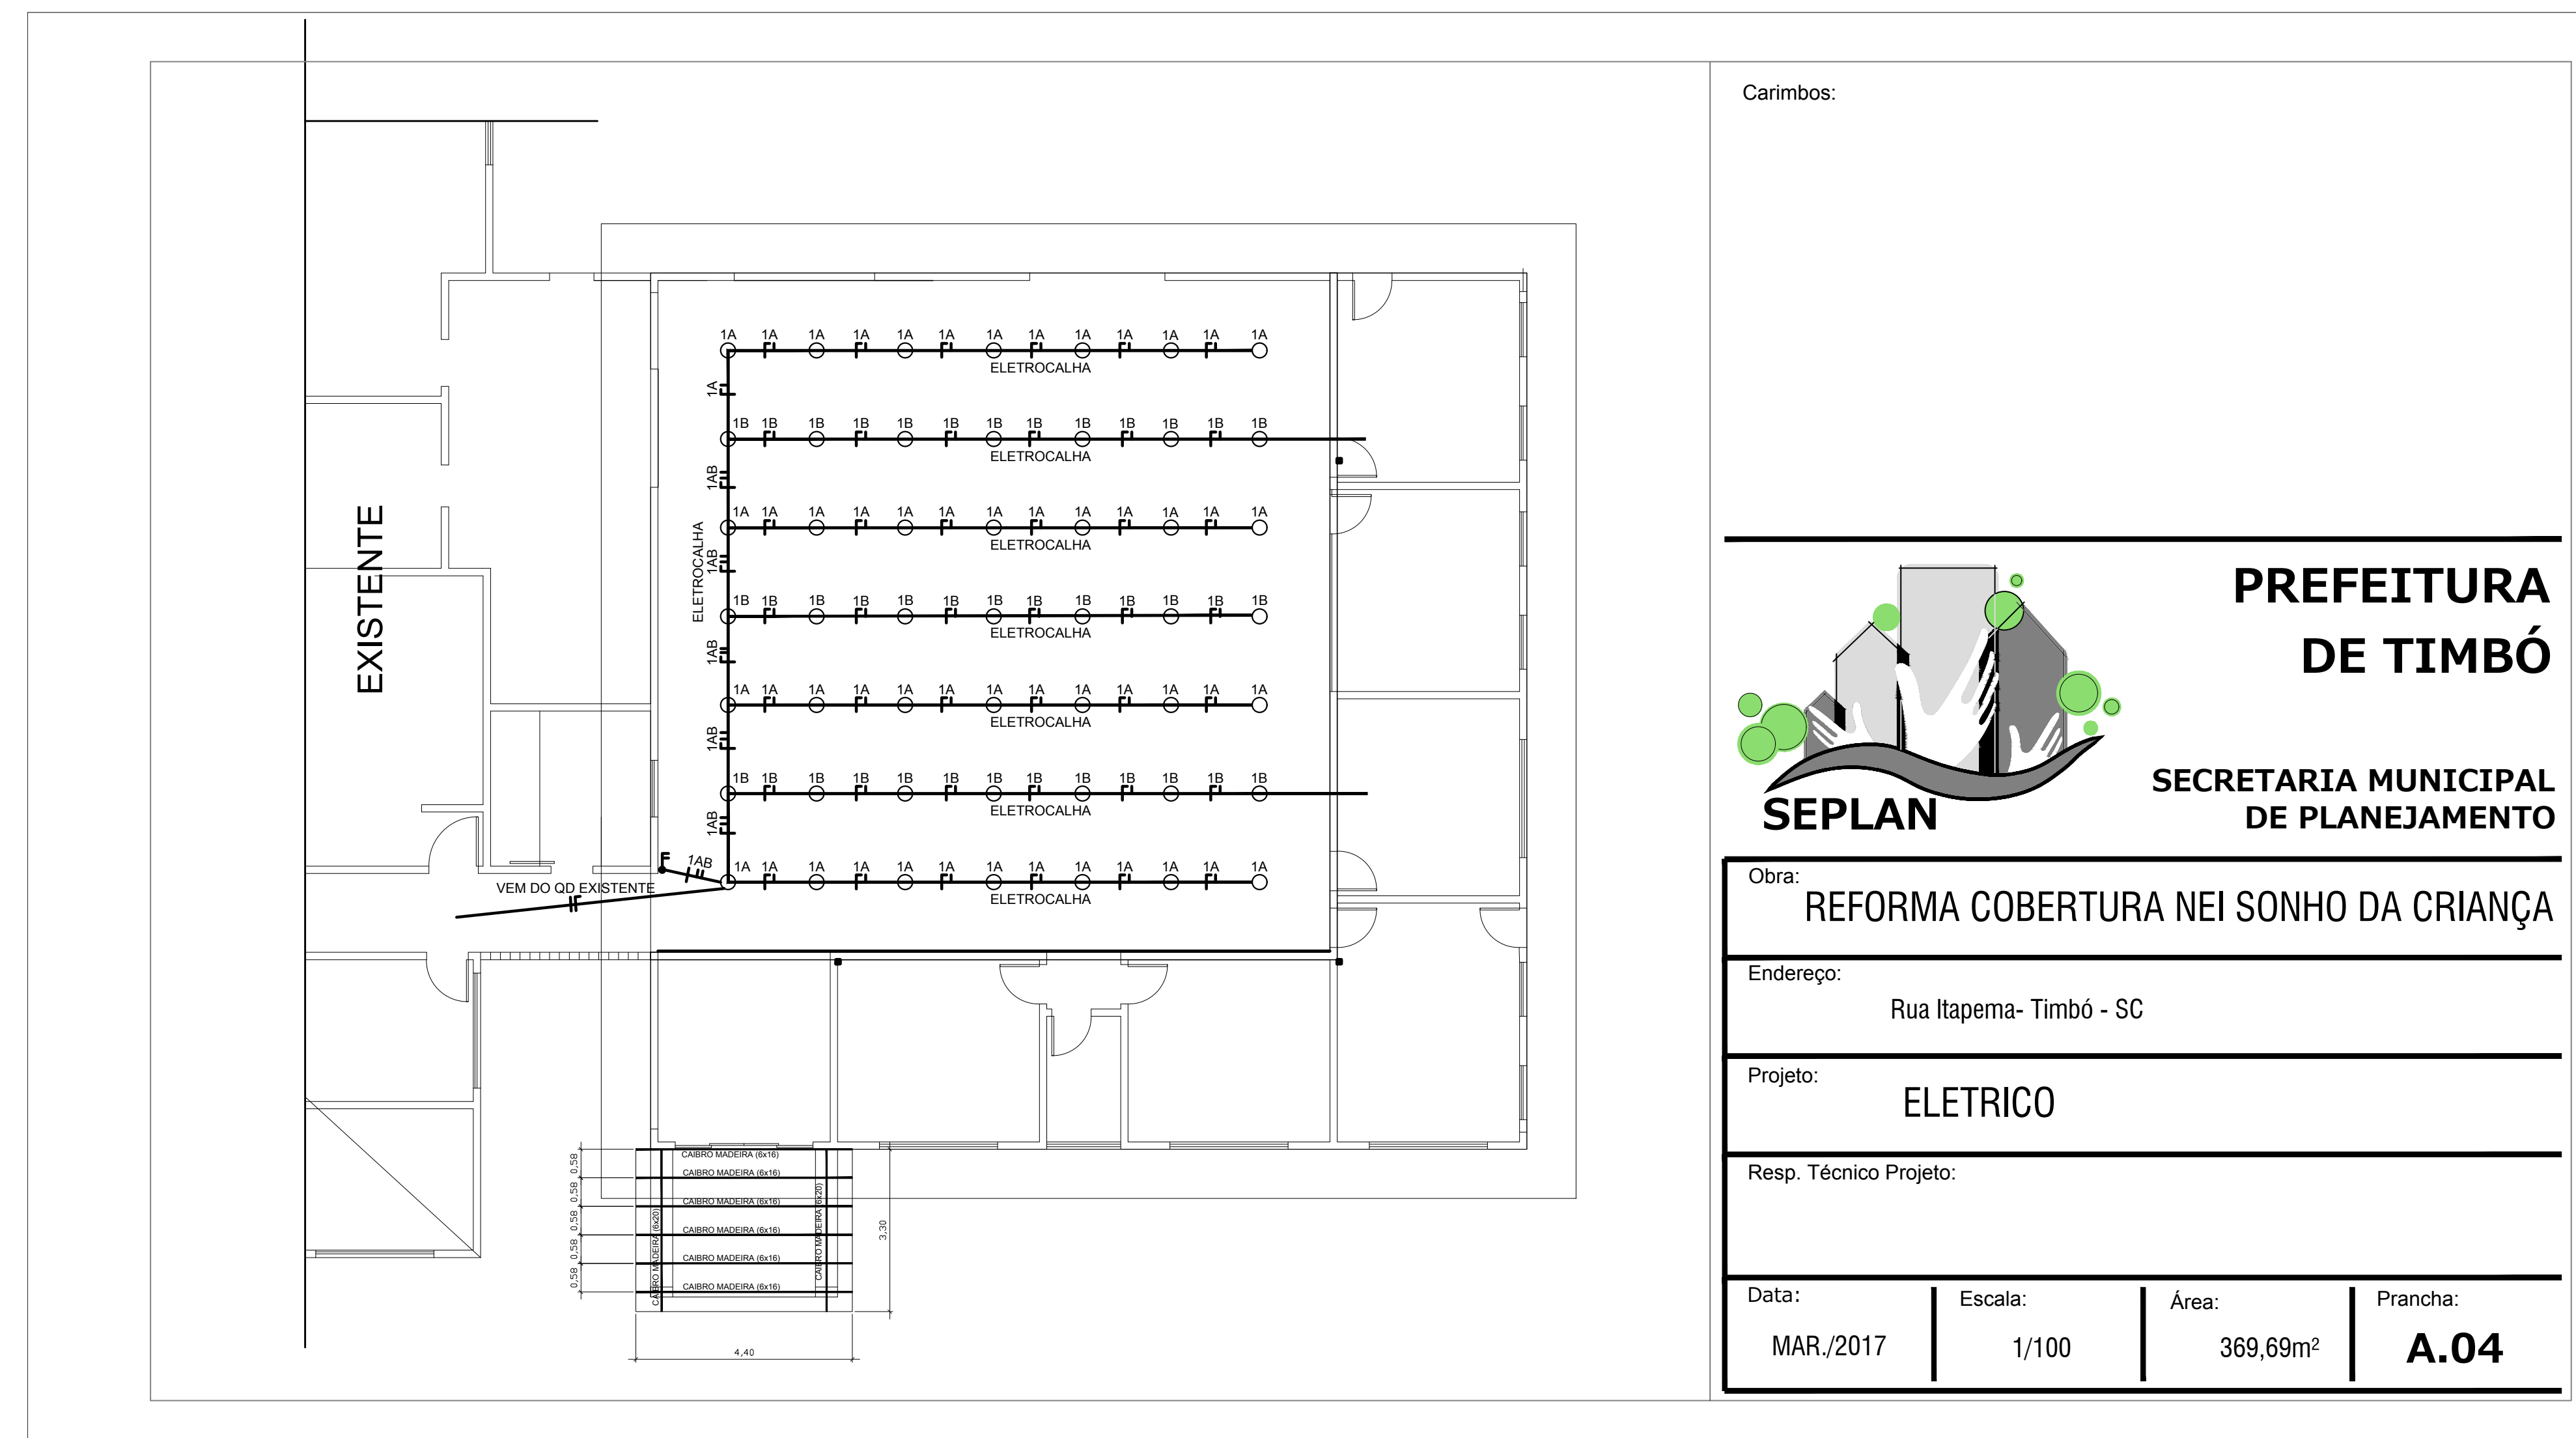 Carimbos:
EXISTENTE
1A 1A 1A 1A 1A 1A 1A 1A 1A 1A 1A 1A 1A
ELETROCALHA
1A
1B 1B 1B 1B 1B 1B 1B 1B 1B 1B 1B 1B 1B
ELETROCALHA
1AB
1A 1A 1A 1A 1A 1A 1A 1A 1A 1A 1A 1A 1A
ELETROCALHA
ELETROCALHA
1AB
1B 1B 1B 1B 1B 1B 1B 1B 1B 1B 1B 1B 1B
ELETROCALHA
1AB
1A 1A 1A 1A 1A 1A 1A 1A 1A 1A 1A 1A 1A
ELETROCALHA
1AB
1B 1B 1B 1B 1B 1B 1B 1B 1B 1B 1B 1B 1B
ELETROCALHA
1AB
1AB
1A 1A 1A 1A 1A 1A 1A 1A 1A 1A 1A 1A 1A
ELETROCALHA
VEM DO QD EXISTENTE
CAIBRO MADEIRA (6x16)
CAIBRO MADEIRA (6x16)
CAIBRO MADEIRA (6x16)
CAIBRO MADEIRA (6x16)
CAIBRO MADEIRA (6x16)
CAIBRO MADEIRA (6x16)
CAIBRO MADEIRA (6x20)
CAIBRO MADEIRA (6x20)
0,58
0,58
0,58
0,58
0,58
3,30
4,40
PREFEITURA
DE TIMBÓ
SEPLAN
SECRETARIA MUNICIPAL
DE PLANEJAMENTO
Obra:
REFORMA COBERTURA NEI SONHO DA CRIANÇA
Endereço:
Rua Itapema- Timbó - SC
Projeto:
ELETRICO
Resp. Técnico Projeto:
Data:
MAR./2017
Escala:
1/100
Área:
369,69m²
Prancha:
A.04